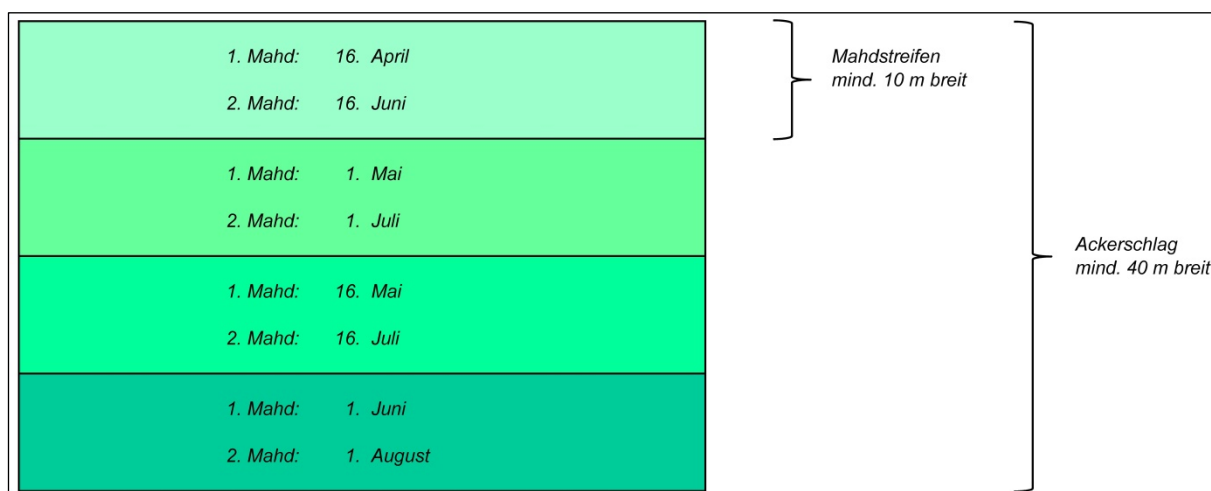 1. Mahd: 16. April
2. Mahd: 16. Juni
1. Mahd: 1. Mai
2. Mahd: 1. Juli
1. Mahd: 16. Mai
2. Mahd: 16. Juli
1. Mahd: 1. Juni
2. Mahd: 1. August
Mahdstreifen
mind. 10 m breit
Ackerschlag
mind. 40 m breit